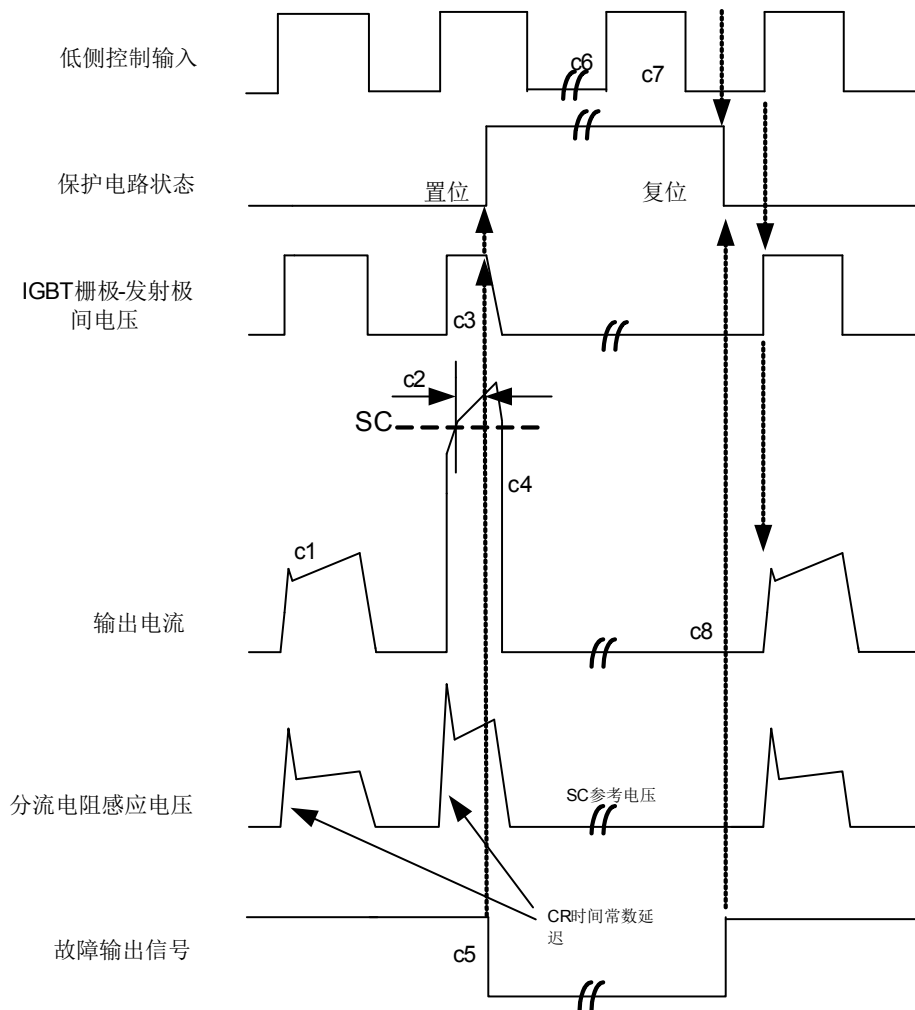 低侧控制输入
c6
c7
保护电路状态
置位
复位
IGBT栅极-发射极
间电压
c3
c2
SC
c4
c1
输出电流
c8
分流电阻感应电压
SC参考电压
CR时间常数延
迟
故障输出信号
c5